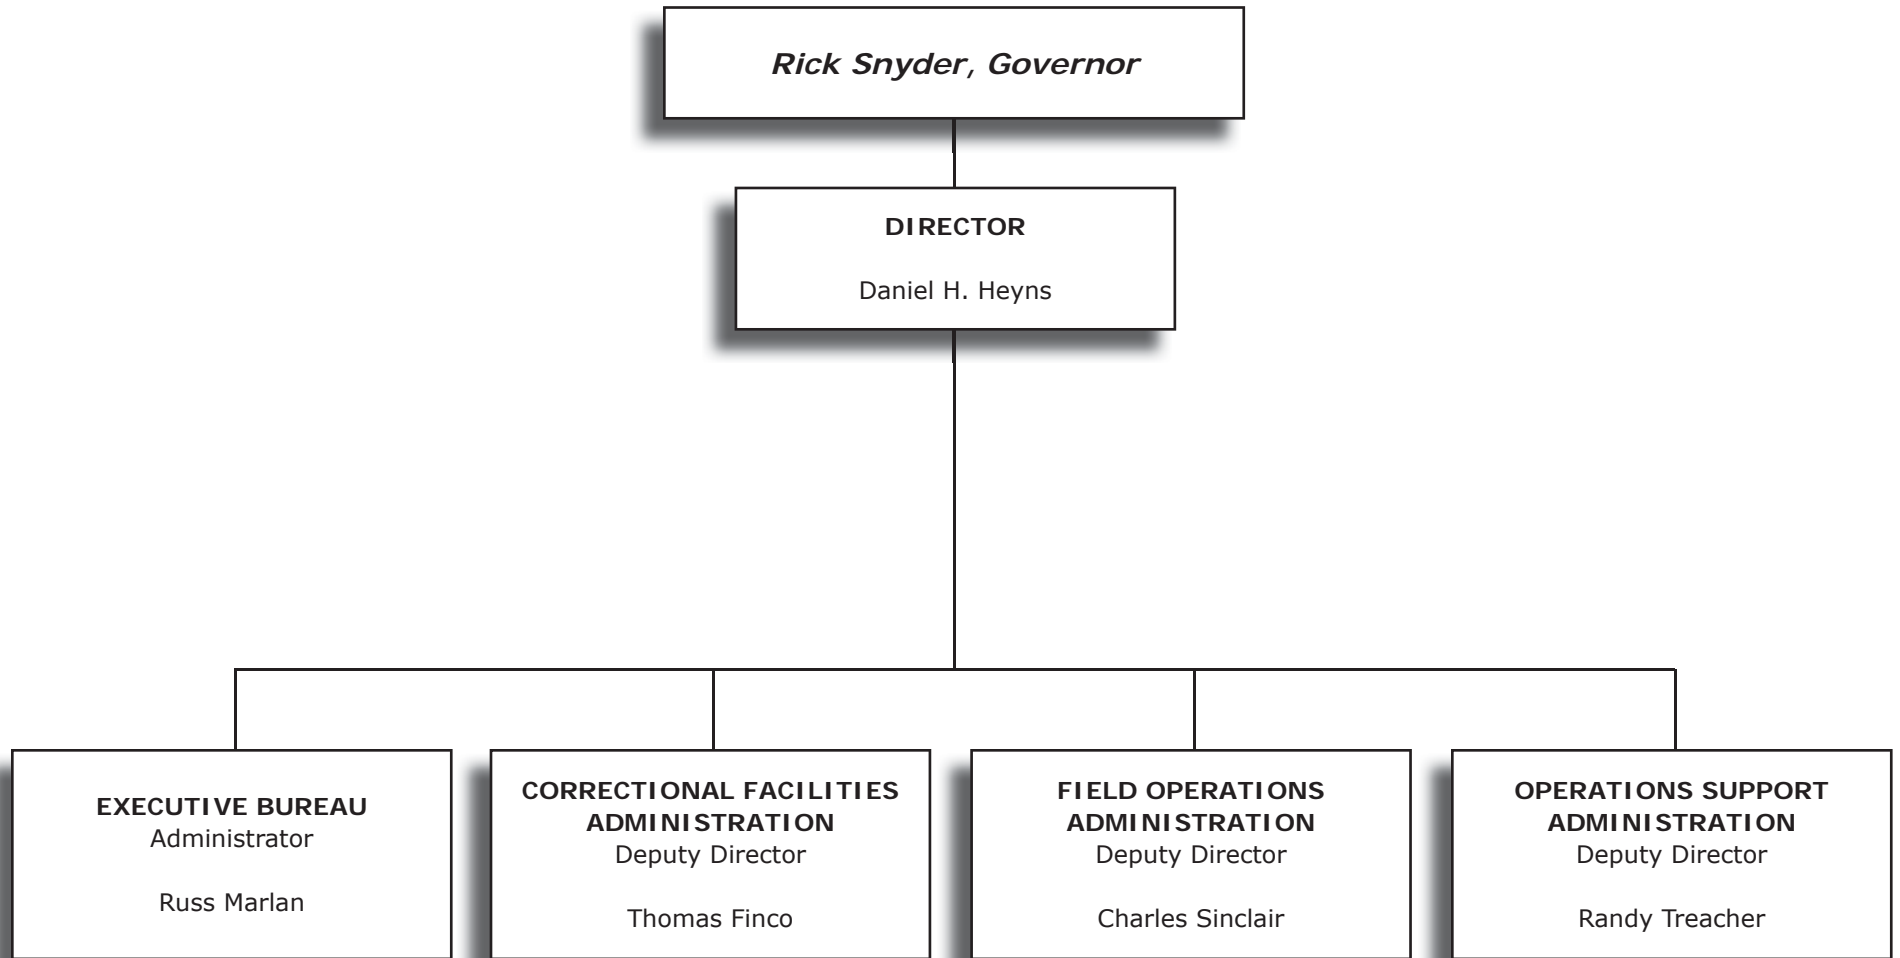 Rick Snyder, Governor
DIRECTOR
Daniel H. Heyns
EXECUTIVE BUREAU
Administrator
Russ Marlan
CORRECTIONAL FACILITIES
ADMINISTRATION
Deputy Director
Thomas Finco
FIELD OPERATIONS
ADMINISTRATION
Deputy Director
Charles Sinclair
OPERATIONS SUPPORT
ADMINISTRATION
Deputy Director
Randy Treacher